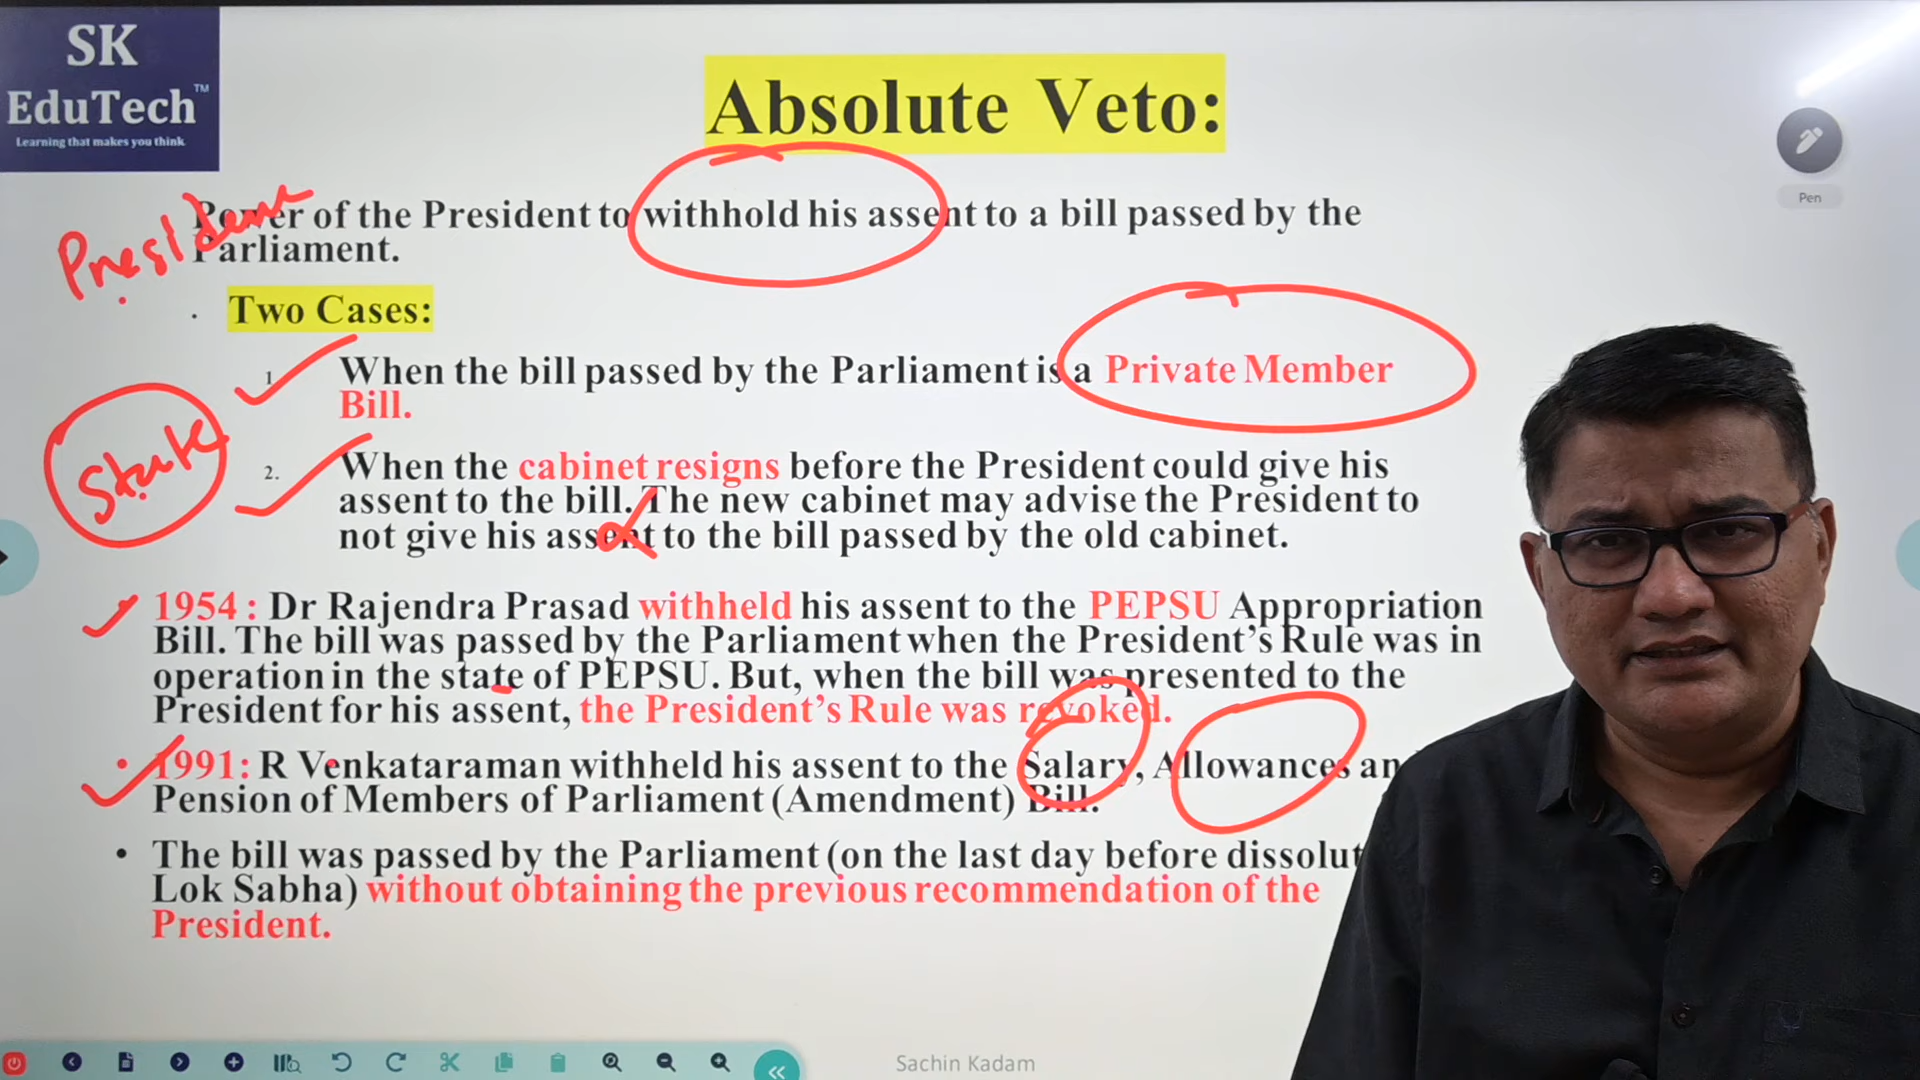 SK
EduTech™
Learning that makes you think
Absolute Veto:
Pen
Power of the President to withhold his assent to a bill passed by the
Parliament.
President
Two Cases:
1 When the bill passed by the Parliament is a Private Member
Bill.
State
2. When the cabinet resigns before the President could give his
assent to the bill. The new cabinet may advise the President to
not give his assent to the bill passed by the old cabinet.
1954 : Dr Rajendra Prasad withheld his assent to the PEPSU Appropriation
Bill. The bill was passed by the Parliament when the President’s Rule was in
operation in the state of PEPSU. But, when the bill was presented to the
President for his assent, the President’s Rule was revoked.
• 1991: R Venkataraman withheld his assent to the Salary, Allowances an
Pension of Members of Parliament (Amendment) Bill.
• The bill was passed by the Parliament (on the last day before dissolut
Lok Sabha) without obtaining the previous recommendation of the
President.
Sachin Kadam